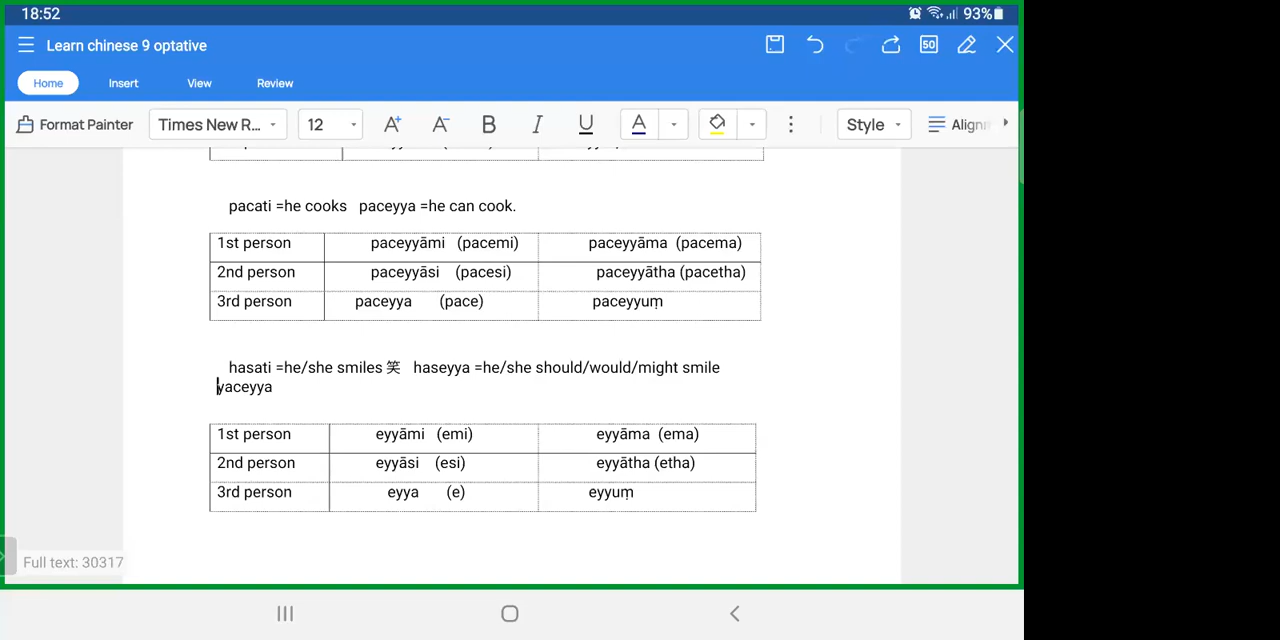 18:52
93%
Learn chinese 9 optative
50
Home Insert View Review
Format Painter Times New R... 12 A+ A- B I U A Style Alignm
pacati =he cooks paceyya =he can cook.
1st person paceyyāmi (pacemi) paceyyāma (pacema)
2nd person paceyyāsi (pacesi) paceyyātha (pacetha)
3rd person paceyya (pace) paceyyuṃ
hasati =he/she smiles 笑 haseyya =he/she should/would/might smile
yaceyya
1st person eyyāmi (emi) eyyāma (ema)
2nd person eyyāsi (esi) eyyātha (etha)
3rd person eyya (e) eyyuṃ
Full text: 30317